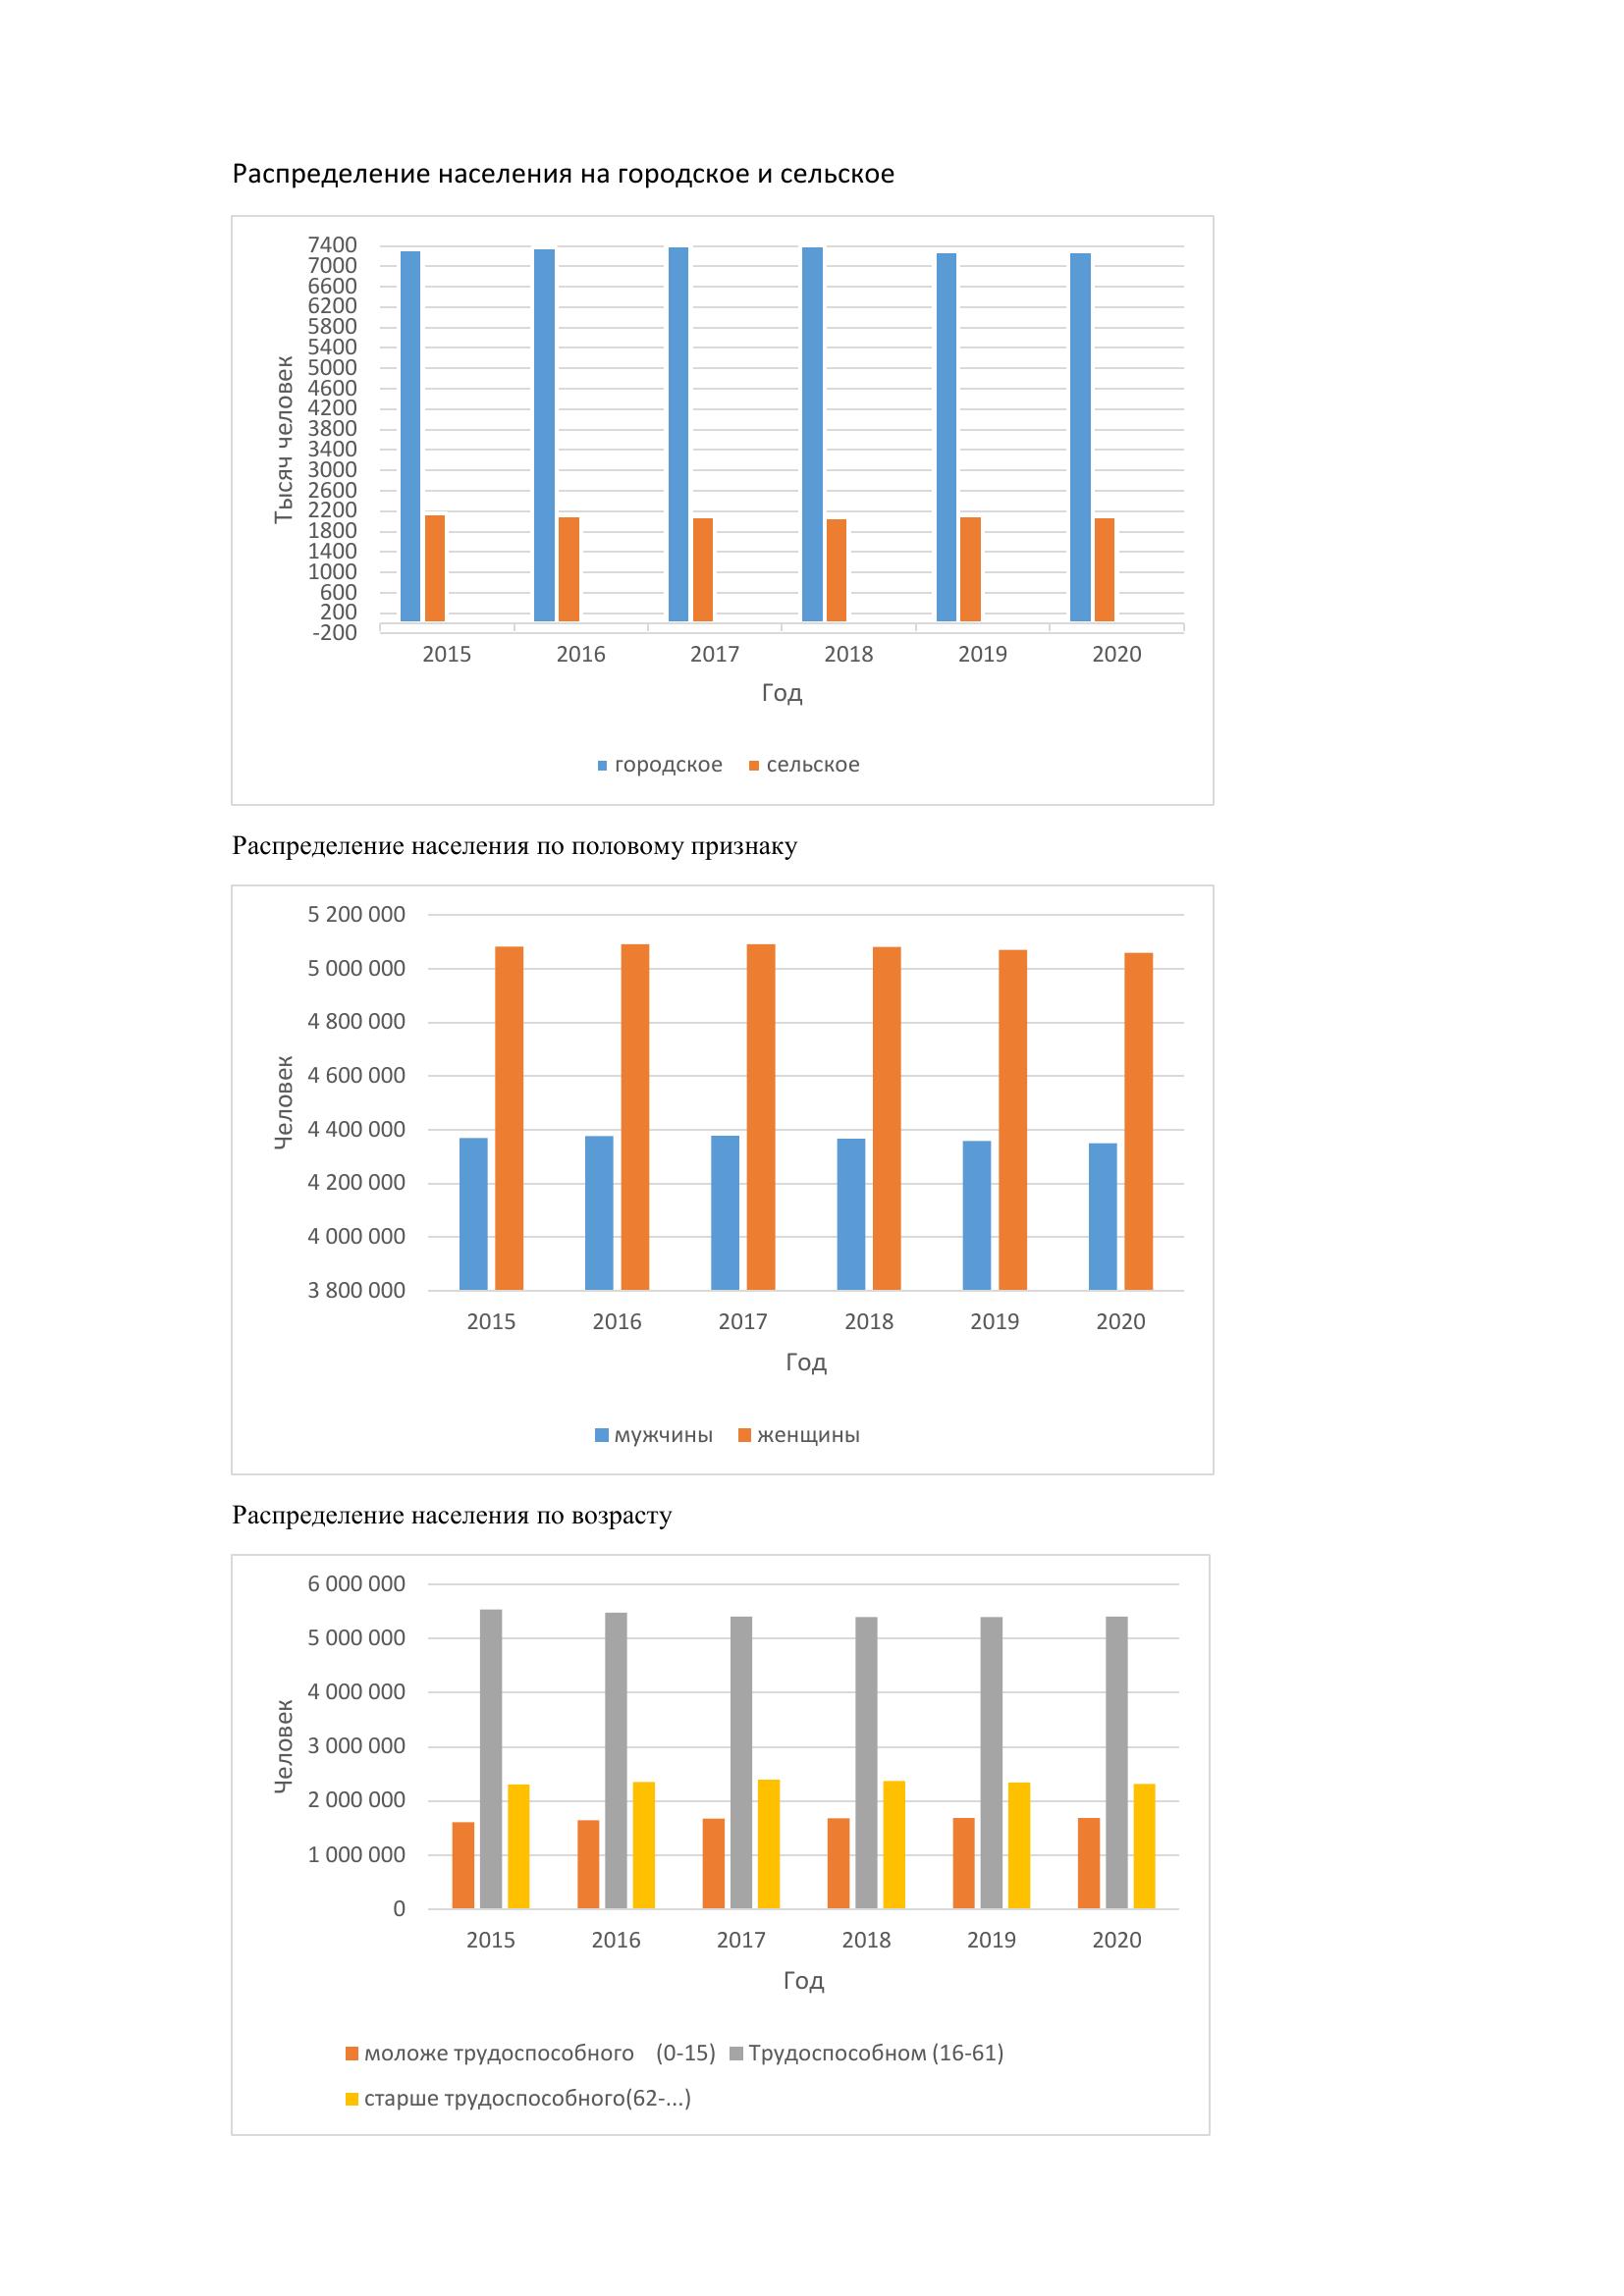 Распределение населения на городское и сельское
7400
7000
6600
6200
5800
5400
5000
4600
4200
3800
3400
3000
2600
2200
1800
1400
1000
600
200
-200
Тысяч человек
2015 2016 2017 2018 2019 2020
Год
городское сельское
Распределение населения по половому признаку
5 200 000
5 000 000
4 800 000
4 600 000
4 400 000
4 200 000
4 000 000
3 800 000
Человек
2015 2016 2017 2018 2019 2020
Год
мужчины женщины
Распределение населения по возрасту
6 000 000
5 000 000
4 000 000
3 000 000
2 000 000
1 000 000
0
Человек
2015 2016 2017 2018 2019 2020
Год
моложе трудоспособного (0-15) Трудоспособном (16-61)
старше трудоспособного(62-...)